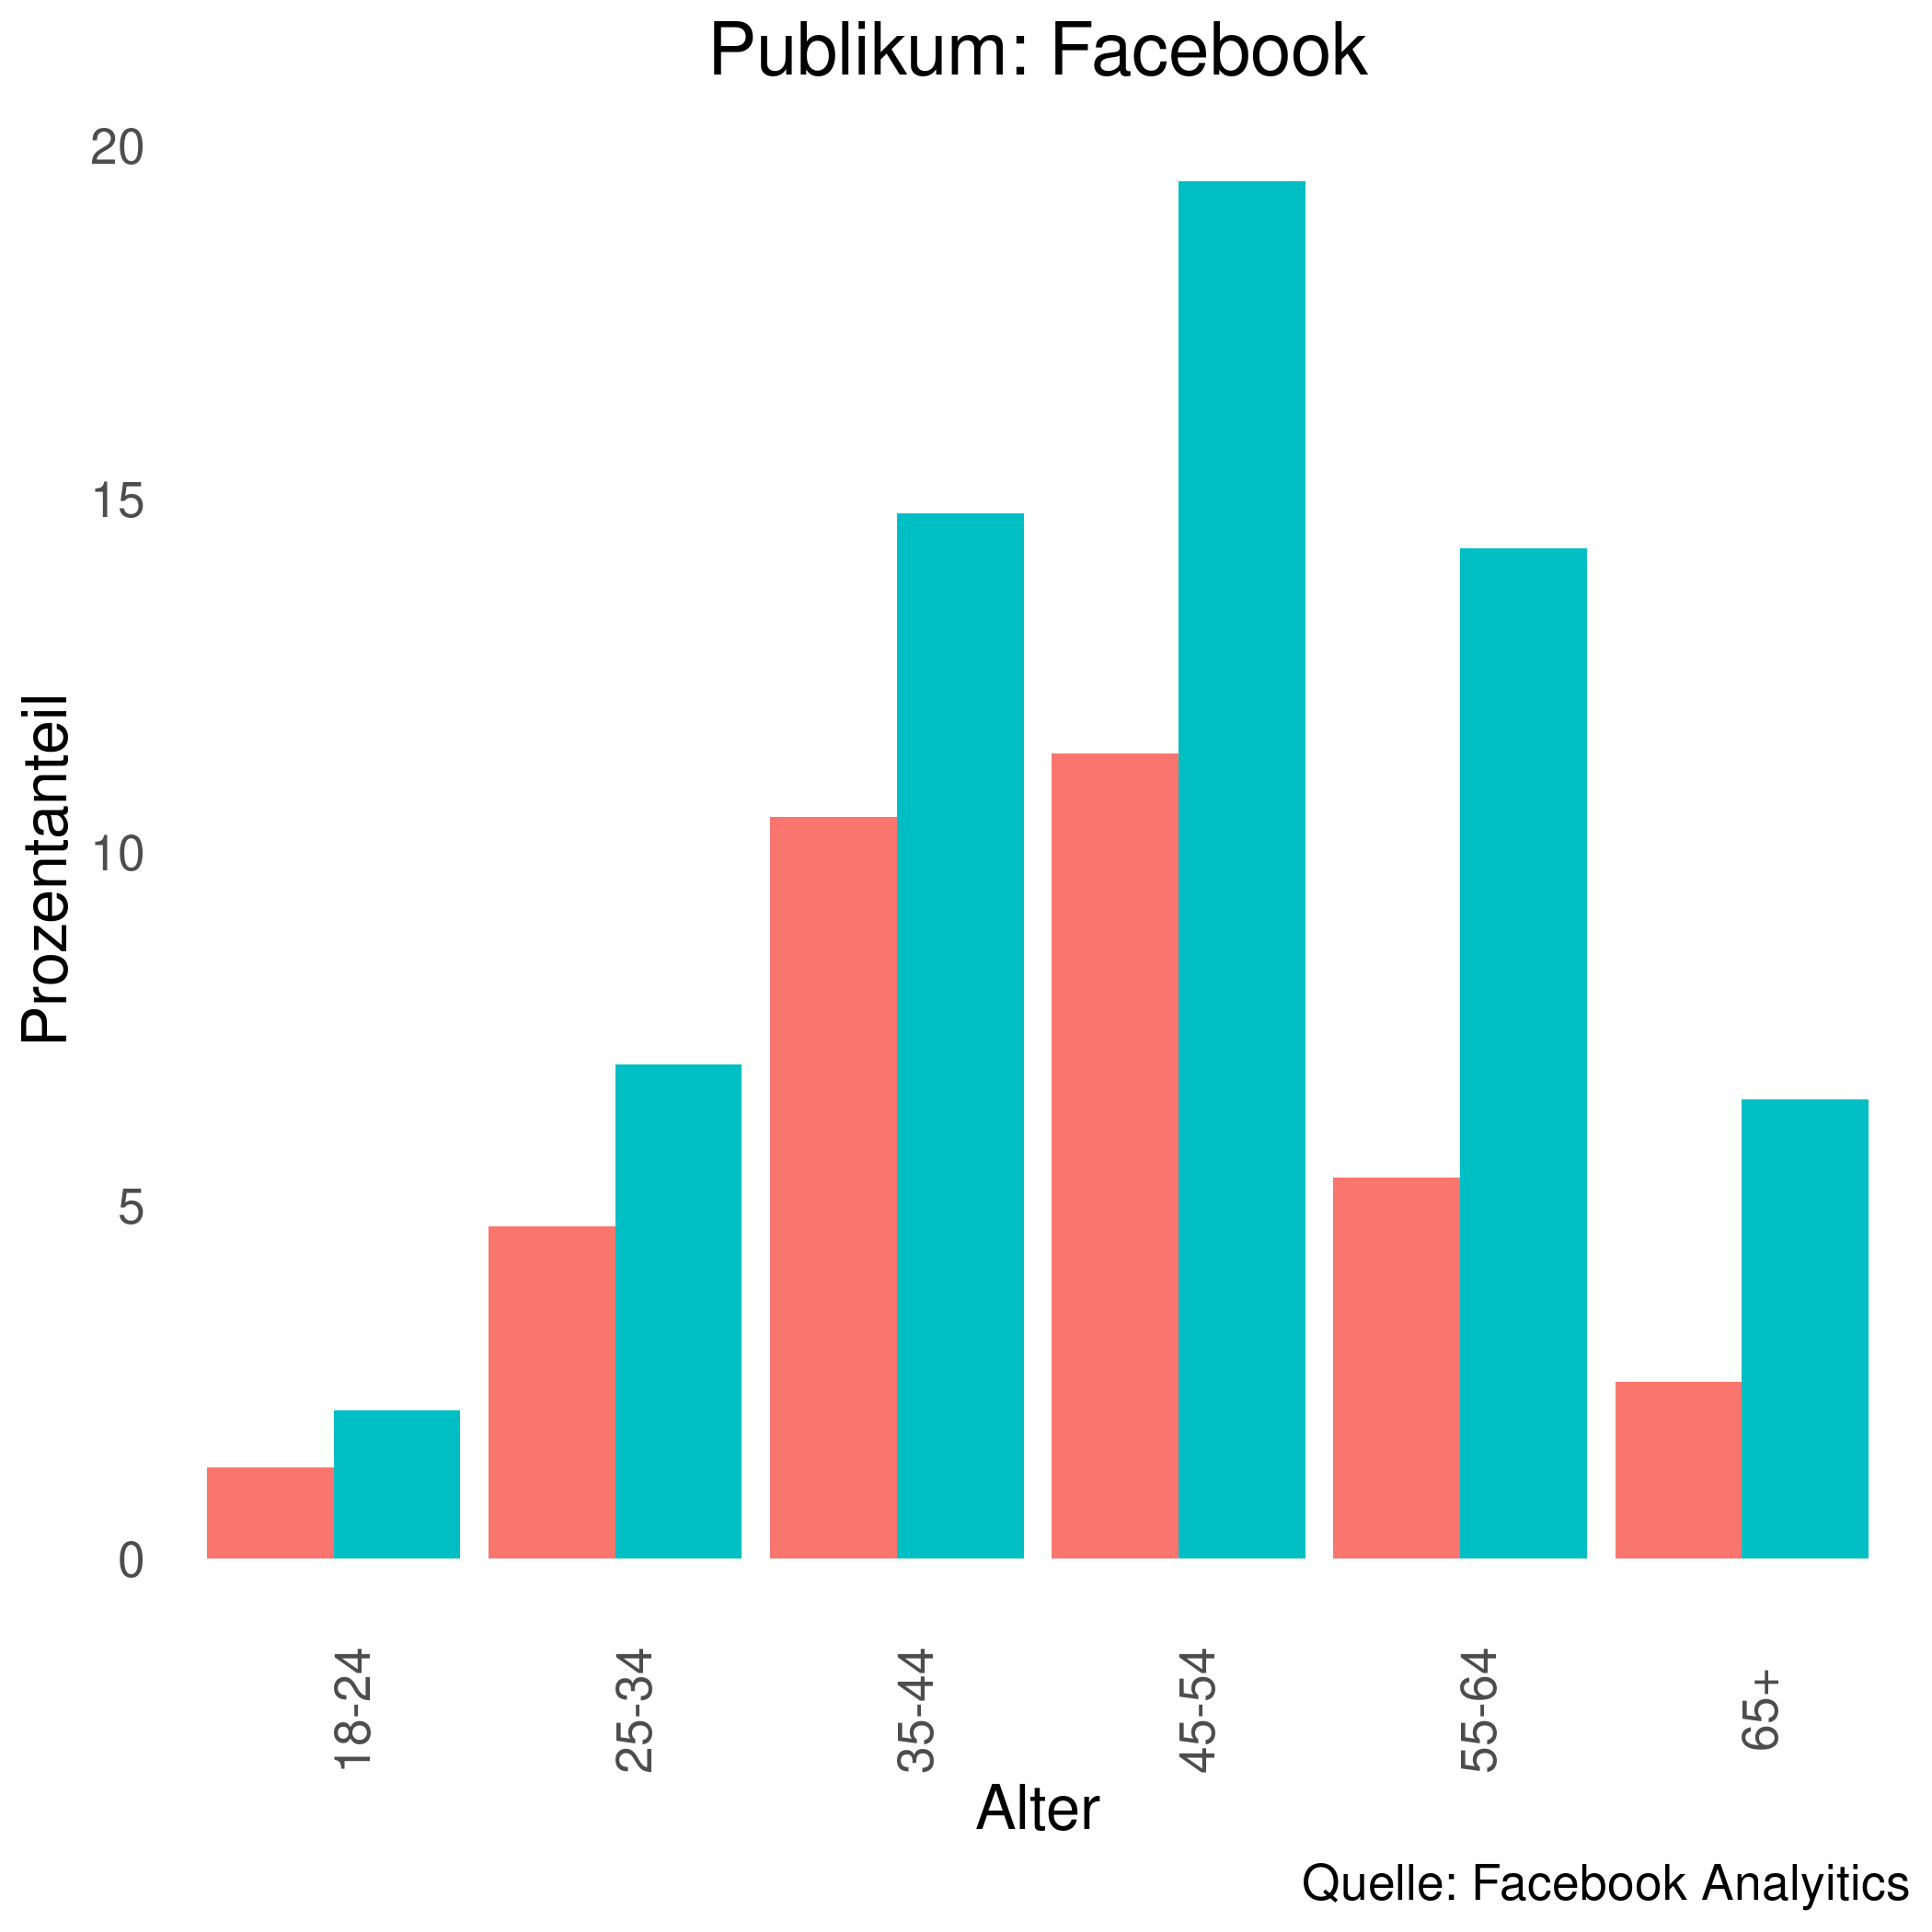 Publikum: Facebook
20
15
10
5
0
Prozentanteil
18-24
25-34
35-44
45-54
55-64
65+
Alter
Quelle: Facebook Analyitics